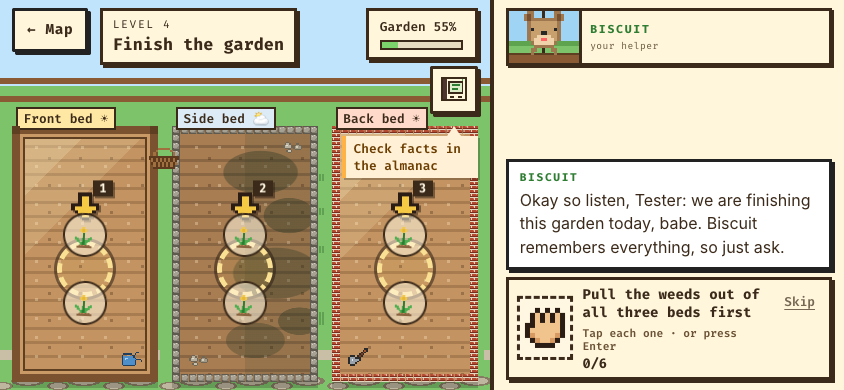 ← Map
LEVEL 4
Finish the garden
Garden 55%
Front bed ☀
Side bed ⛅
Back bed ☀
Check facts in
the almanac
1
2
3
BISCUIT
your helper
BISCUIT
Okay so listen, Tester: we are finishing
this garden today, babe. Biscuit
remembers everything, so just ask.
Pull the weeds out of
all three beds first
Skip
Tap each one · or press
Enter
0/6